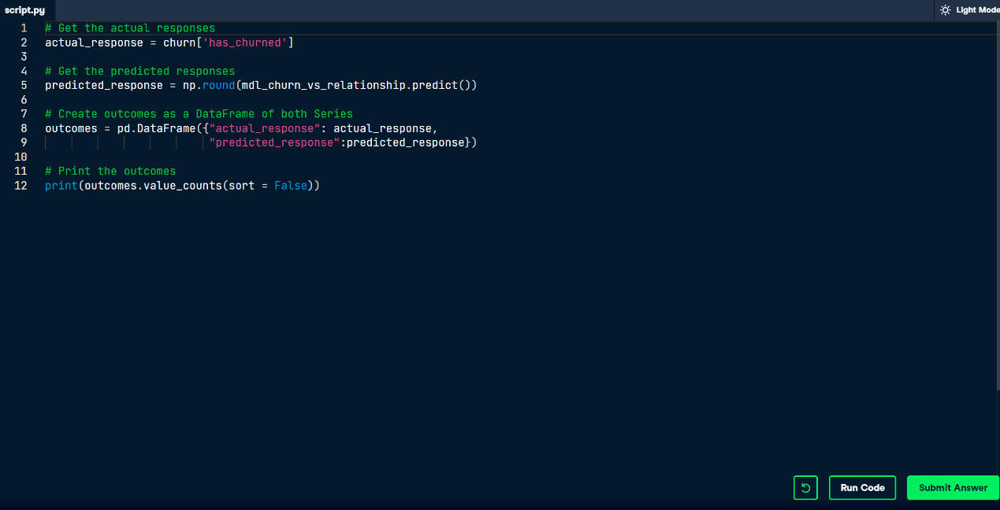 script.py
Light Mode
1 # Get the actual responses
2 actual_response = churn['has_churned']
3
4 # Get the predicted responses
5 predicted_response = np.round(mdl_churn_vs_relationship.predict())
6
7 # Create outcomes as a DataFrame of both Series
8 outcomes = pd.DataFrame({"actual_response": actual_response,
9 "predicted_response":predicted_response})
10
11 # Print the outcomes
12 print(outcomes.value_counts(sort = False))
Run Code
Submit Answer